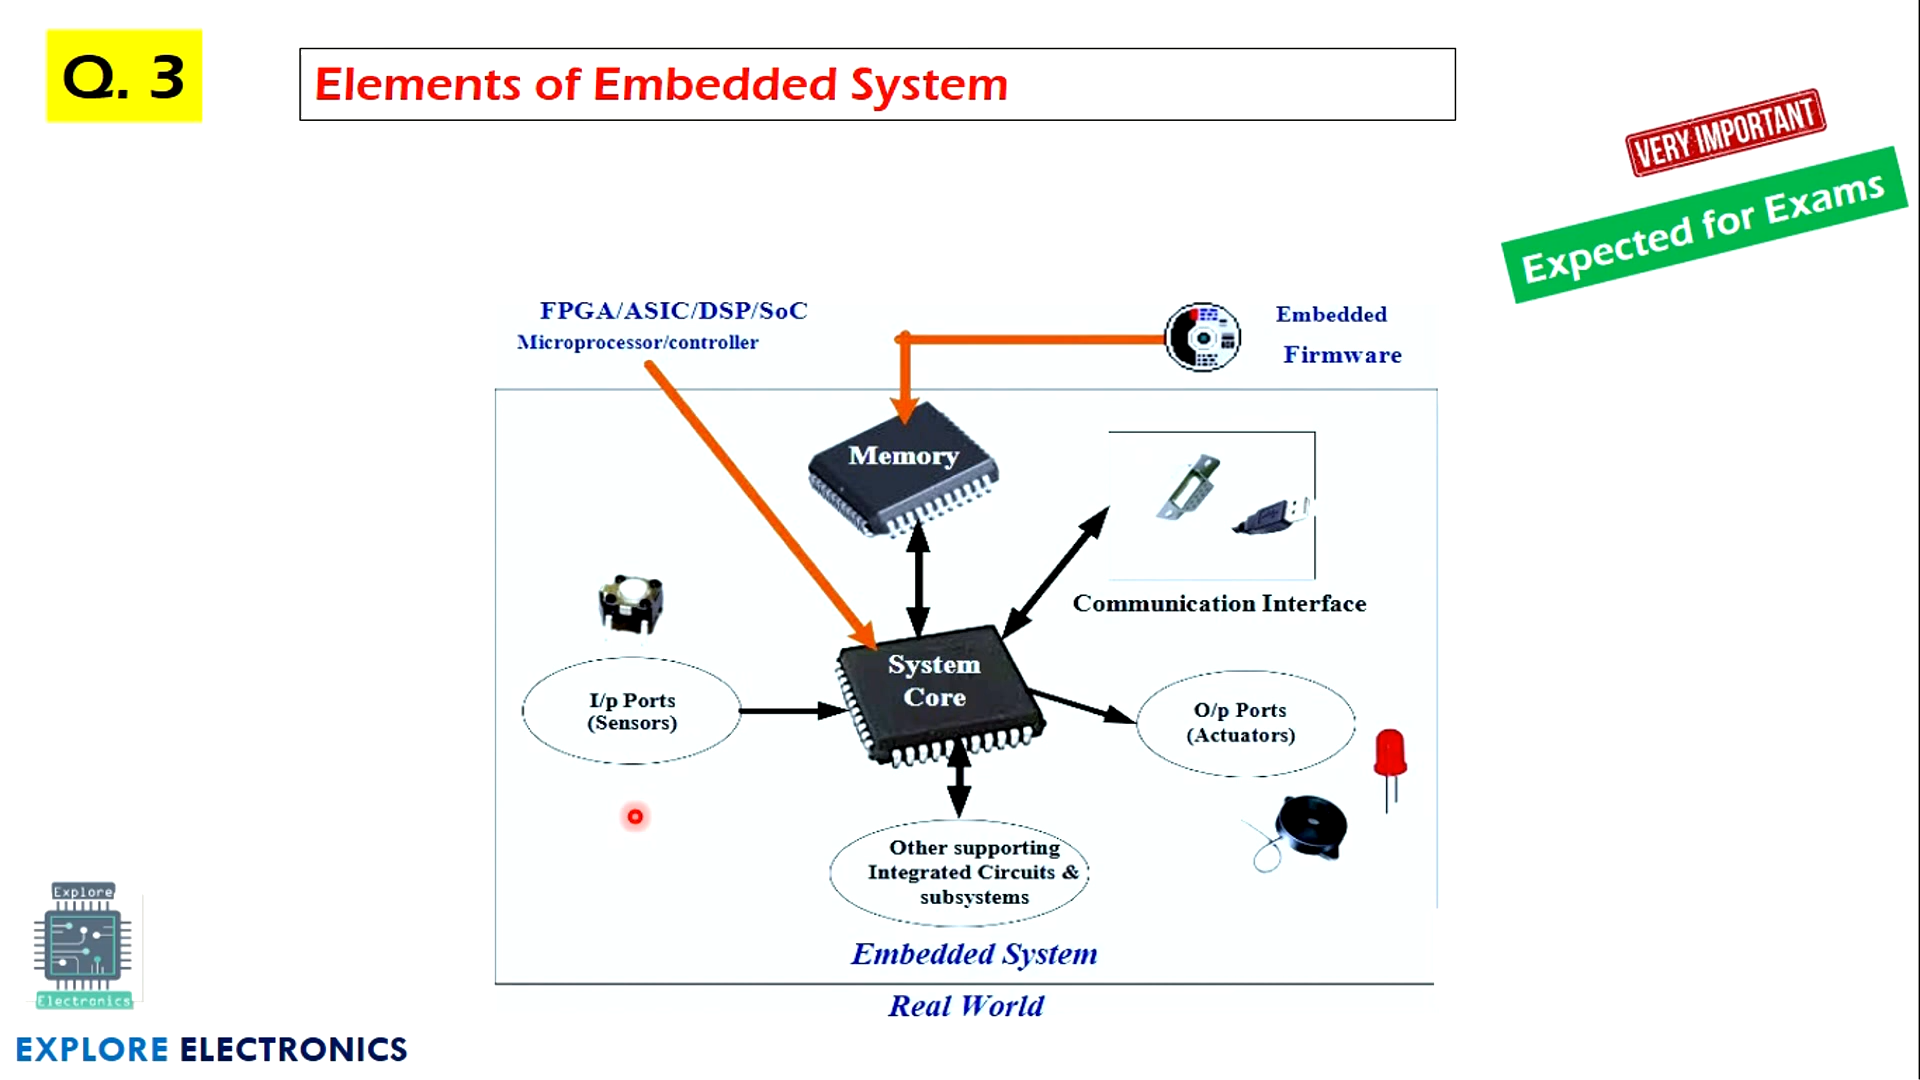 Q. 3
Elements of Embedded System
VERY IMPORTANT
Expected for Exams
FPGA/ASIC/DSP/SoC
Microprocessor/controller
Embedded
Firmware
Memory
Communication Interface
System
Core
I/p Ports
(Sensors)
O/p Ports
(Actuators)
Other supporting
Integrated Circuits &
subsystems
Embedded System
Real World
Explore
Electronics
EXPLORE ELECTRONICS